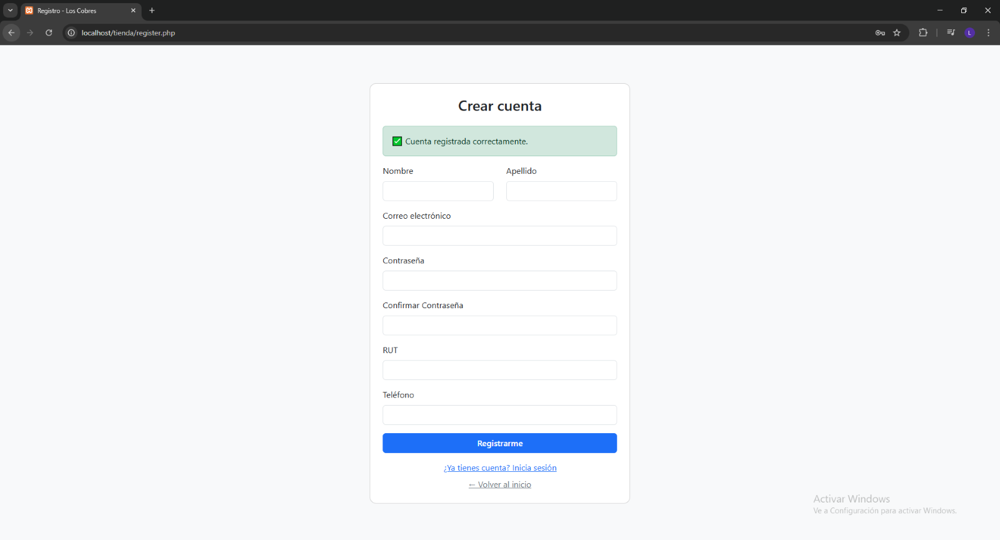 Registro - Los Cobres
localhost/tienda/register.php
L
Crear cuenta
✅ Cuenta registrada correctamente.
Nombre
Apellido
Correo electrónico
Contraseña
Confirmar Contraseña
RUT
Teléfono
Registrarme
¿Ya tienes cuenta? Inicia sesión
← Volver al inicio
Activar Windows
Ve a Configuración para activar Windows.